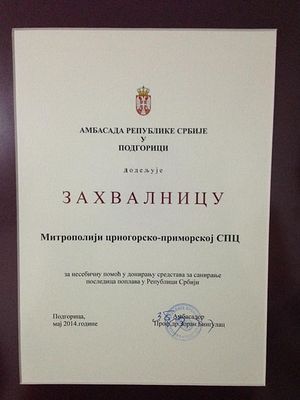 АМБАСАДА РЕПУБЛИКЕ СРБИЈЕ
У
ПОДГОРИЦИ
додељује
ЗАХВАЛНИЦУ
Митрополији црногорско-приморској СПЦ
за несебичну помоћ у донирању средстава за санирање
последица поплава у Републици Србији
Подгорица,
мај 2014.године
Амбасадор
Проф.др Зоран Бингулац